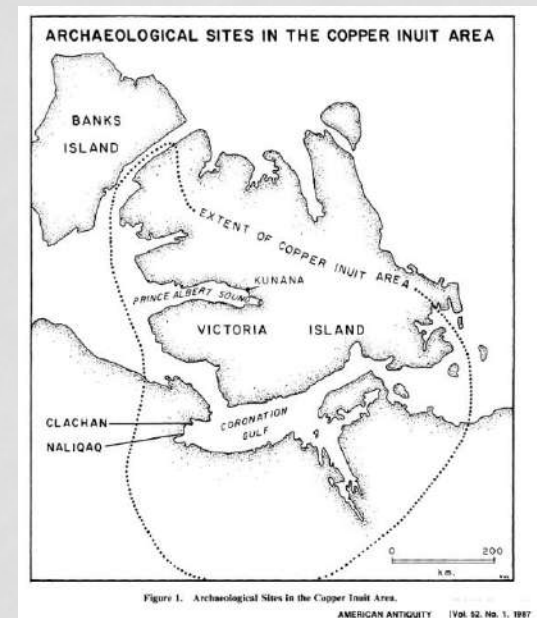 ARCHAEOLOGICAL SITES IN THE COPPER INUIT AREA
BANKS
ISLAND
EXTENT OF COPPER INUIT AREA
KUNANA
PRINCE ALBERT SOUND
VICTORIA ISLAND
CLACHAN
NALIQAQ
CORONATION
GULF
0 200
km.
Figure 1. Archaeological Sites in the Copper Inuit Area.
AMERICAN ANTIQUITY [Vol. 52, No. 1, 1987